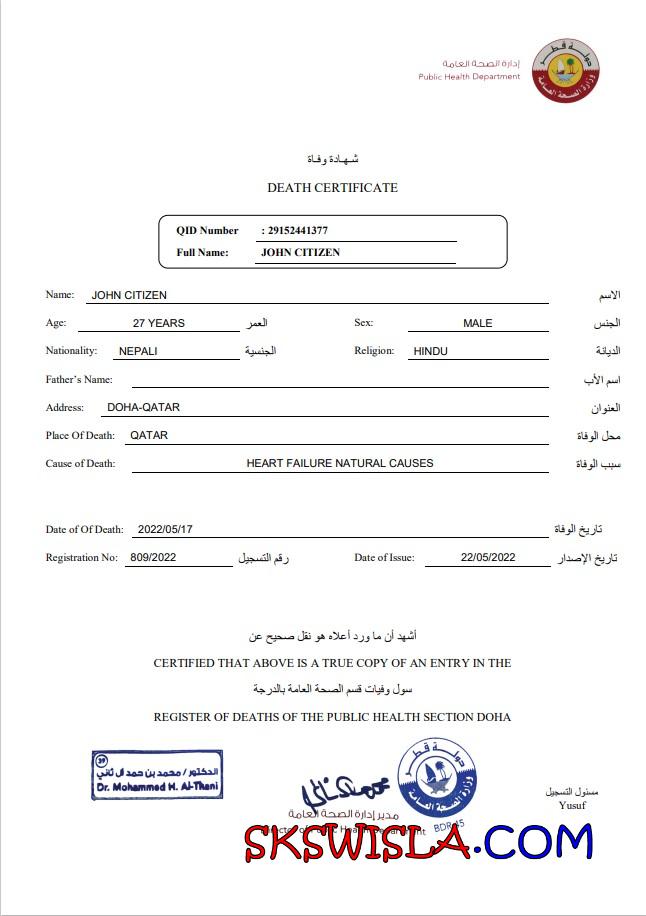 إدارة الصحة العامة
Public Health Department
دولة قطر
وزارة الصحة العامة
شهادة وفاة
DEATH CERTIFICATE
QID Number : 29152441377
Full Name: JOHN CITIZEN
Name: JOHN CITIZEN الاسم
Age: 27 YEARS العمر Sex: MALE الجنس
Nationality: NEPALI الجنسية Religion: HINDU الديانة
Father's Name: اسم الأب
Address: DOHA-QATAR العنوان
Place Of Death: QATAR محل الوفاة
Cause of Death: HEART FAILURE NATURAL CAUSES سبب الوفاة
Date of Of Death: 2022/05/17 تاريخ الوفاة
Registration No: 809/2022 رقم التسجيل Date of Issue: 22/05/2022 تاريخ الإصدار
أشهد أن ما ورد أعلاه هو نقل صحيح عن
CERTIFIED THAT ABOVE IS A TRUE COPY OF AN ENTRY IN THE
سول وفيات قسم الصحة العامة بالدرجة
REGISTER OF DEATHS OF THE PUBLIC HEALTH SECTION DOHA
39
الدكتور / محمد بن حمد آل ثاني
Dr. Mohammed H. Al-Thani
دولة قطر
وزارة الصحة العامة
BDR 45
مدير إدارة الصحة العامة
Director of Public Health Department
مسئول التسجيل
Yusuf
SKSWISLA.COM